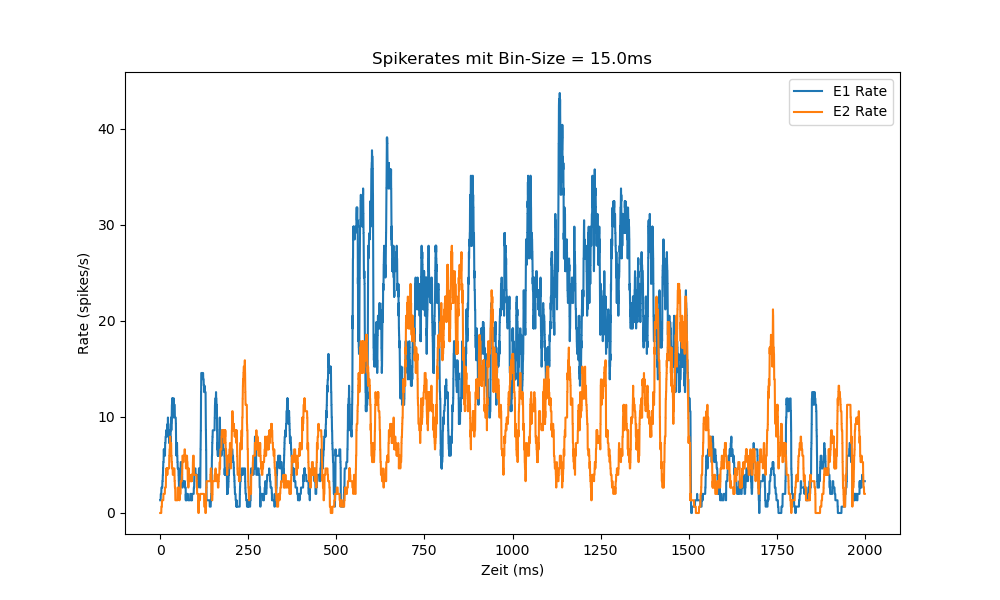 Spikerates mit Bin-Size = 15.0ms
E1 Rate
E2 Rate
40
30
20
10
0
Rate (spikes/s)
0 250 500 750 1000 1250 1500 1750 2000
Zeit (ms)